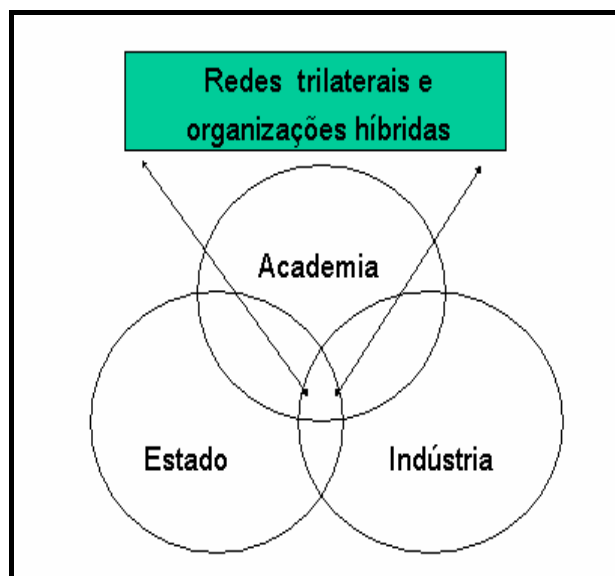 Redes trilaterais e
organizações híbridas
Academia
Estado
Indústria